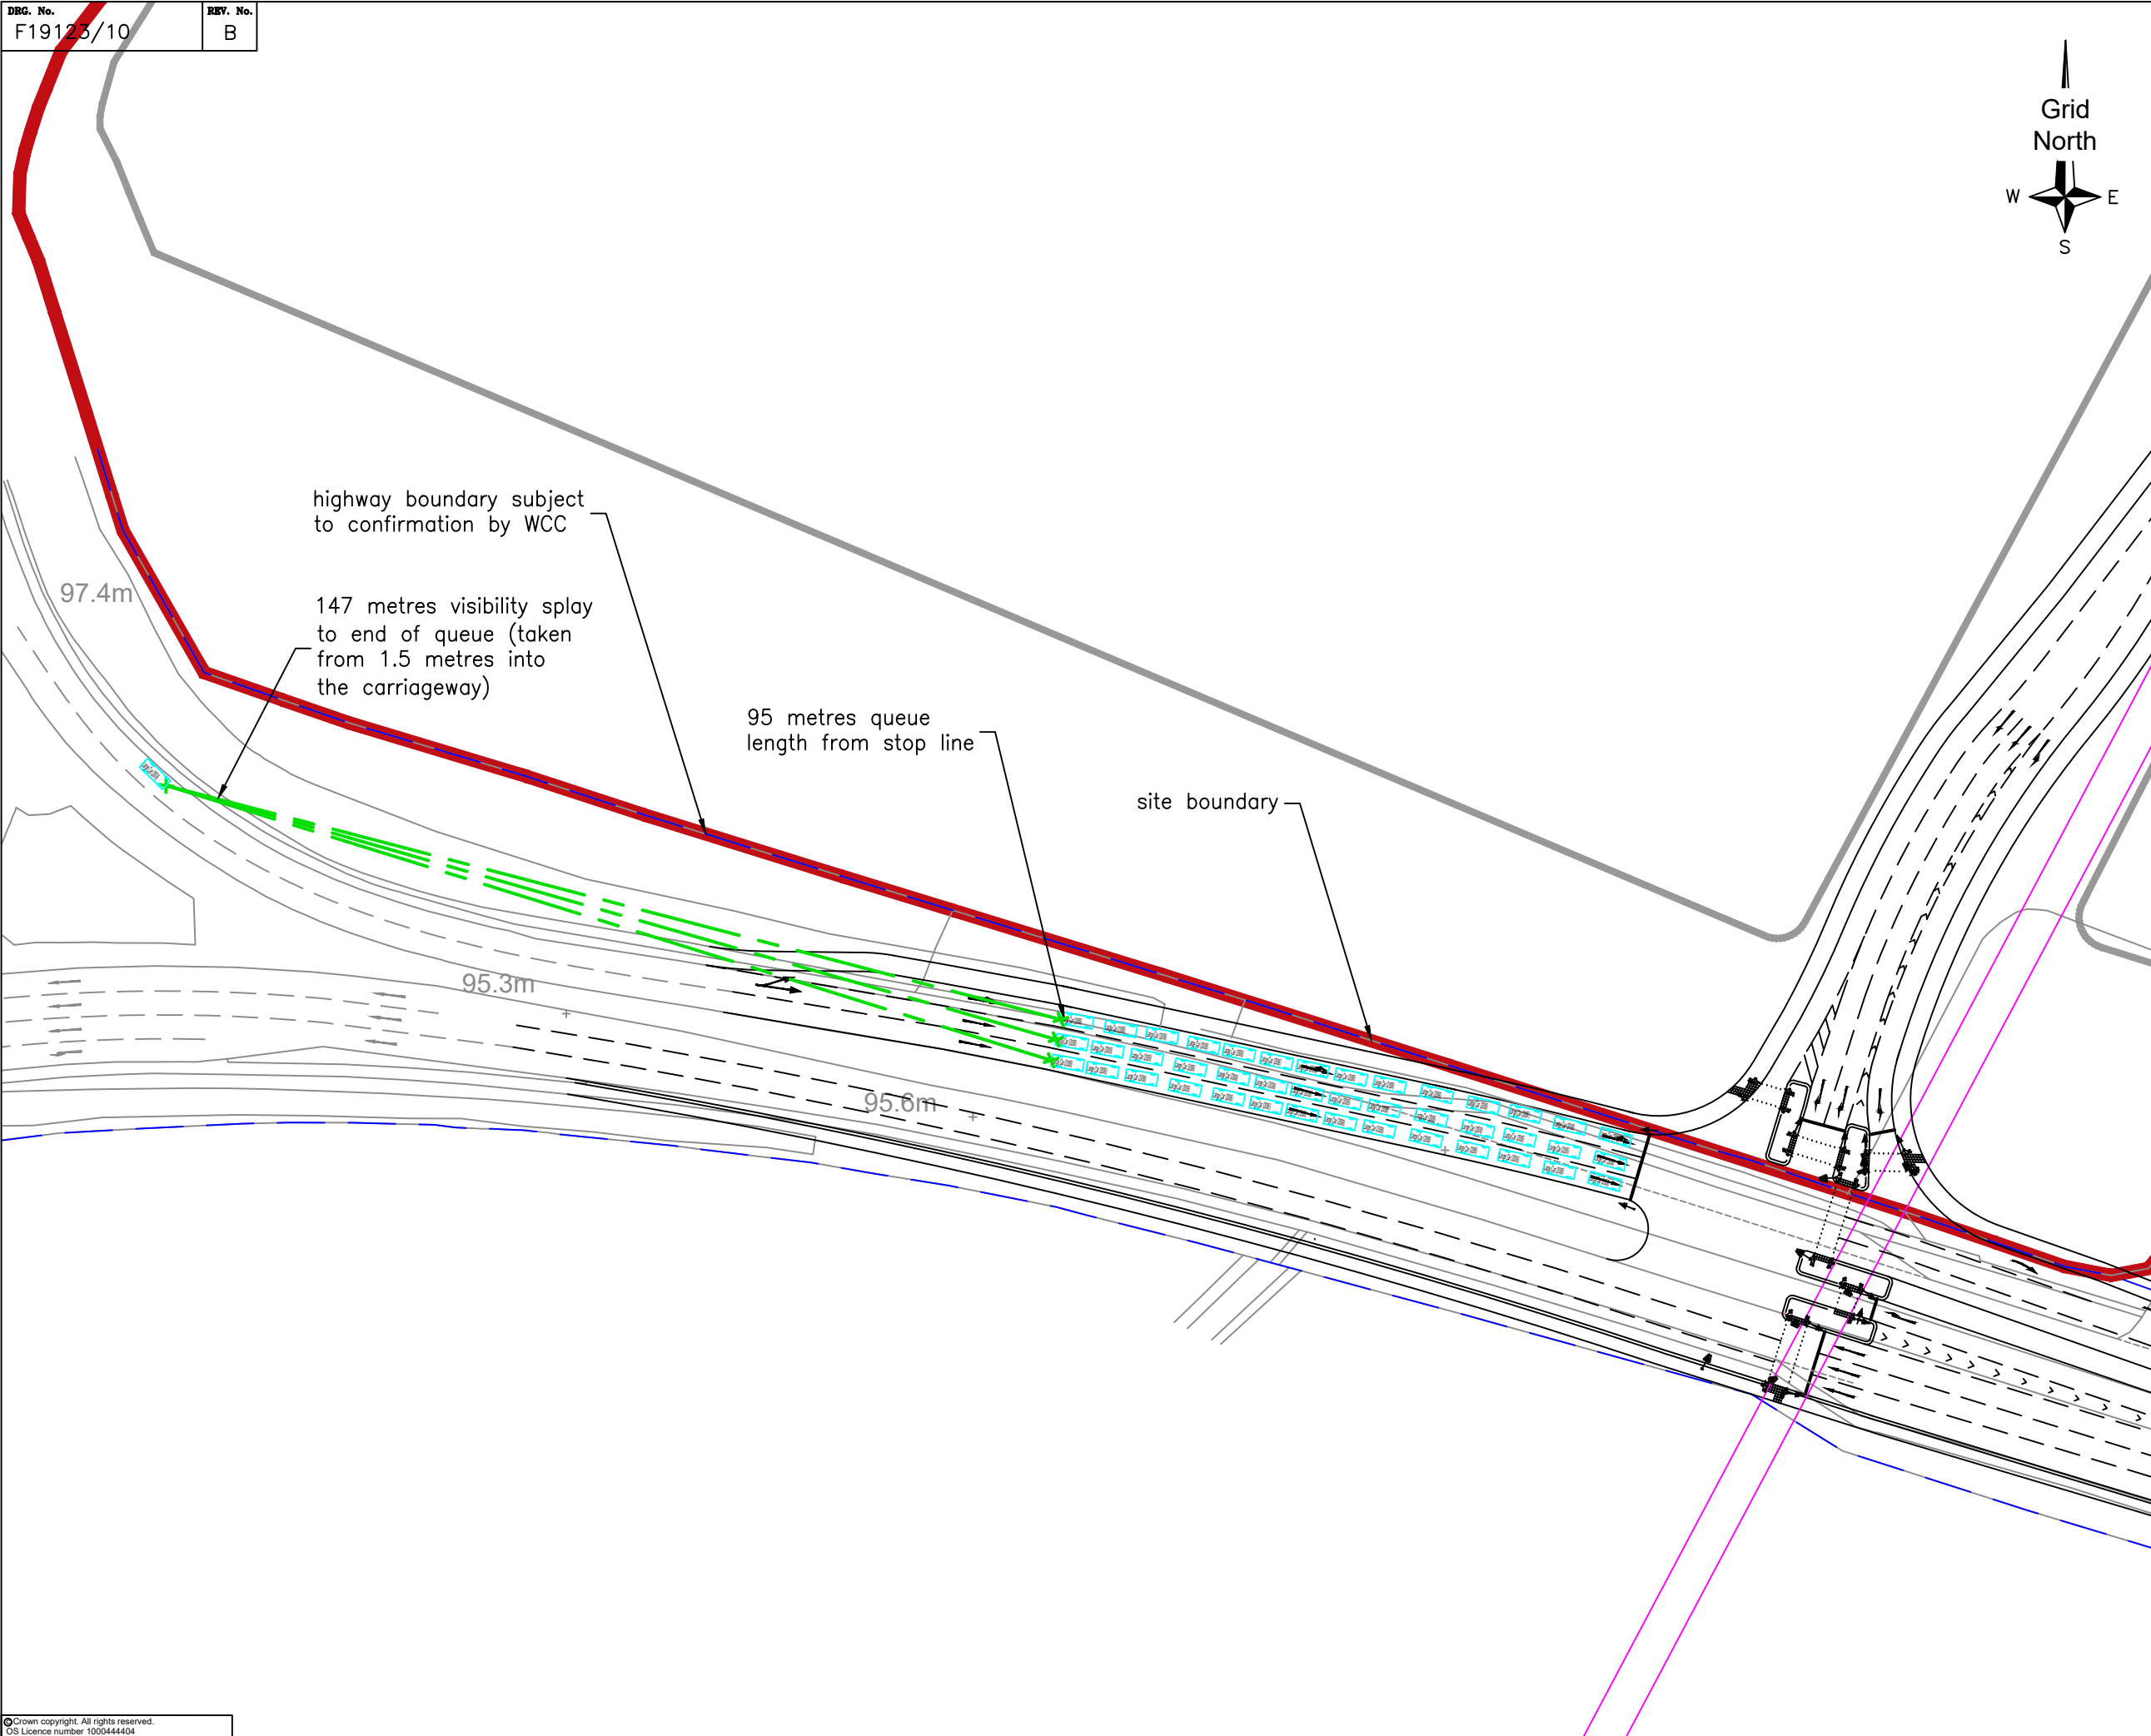 DRG. No.
F19123/10
REV. No.
B
Grid
North
W
E
S
highway boundary subject
to confirmation by WCC
97.4m
147 metres visibility splay
to end of queue (taken
from 1.5 metres into
the carriageway)
95 metres queue
length from stop line
site boundary
95.3m
95.6m
©Crown copyright. All rights reserved.
OS Licence number 1000444404